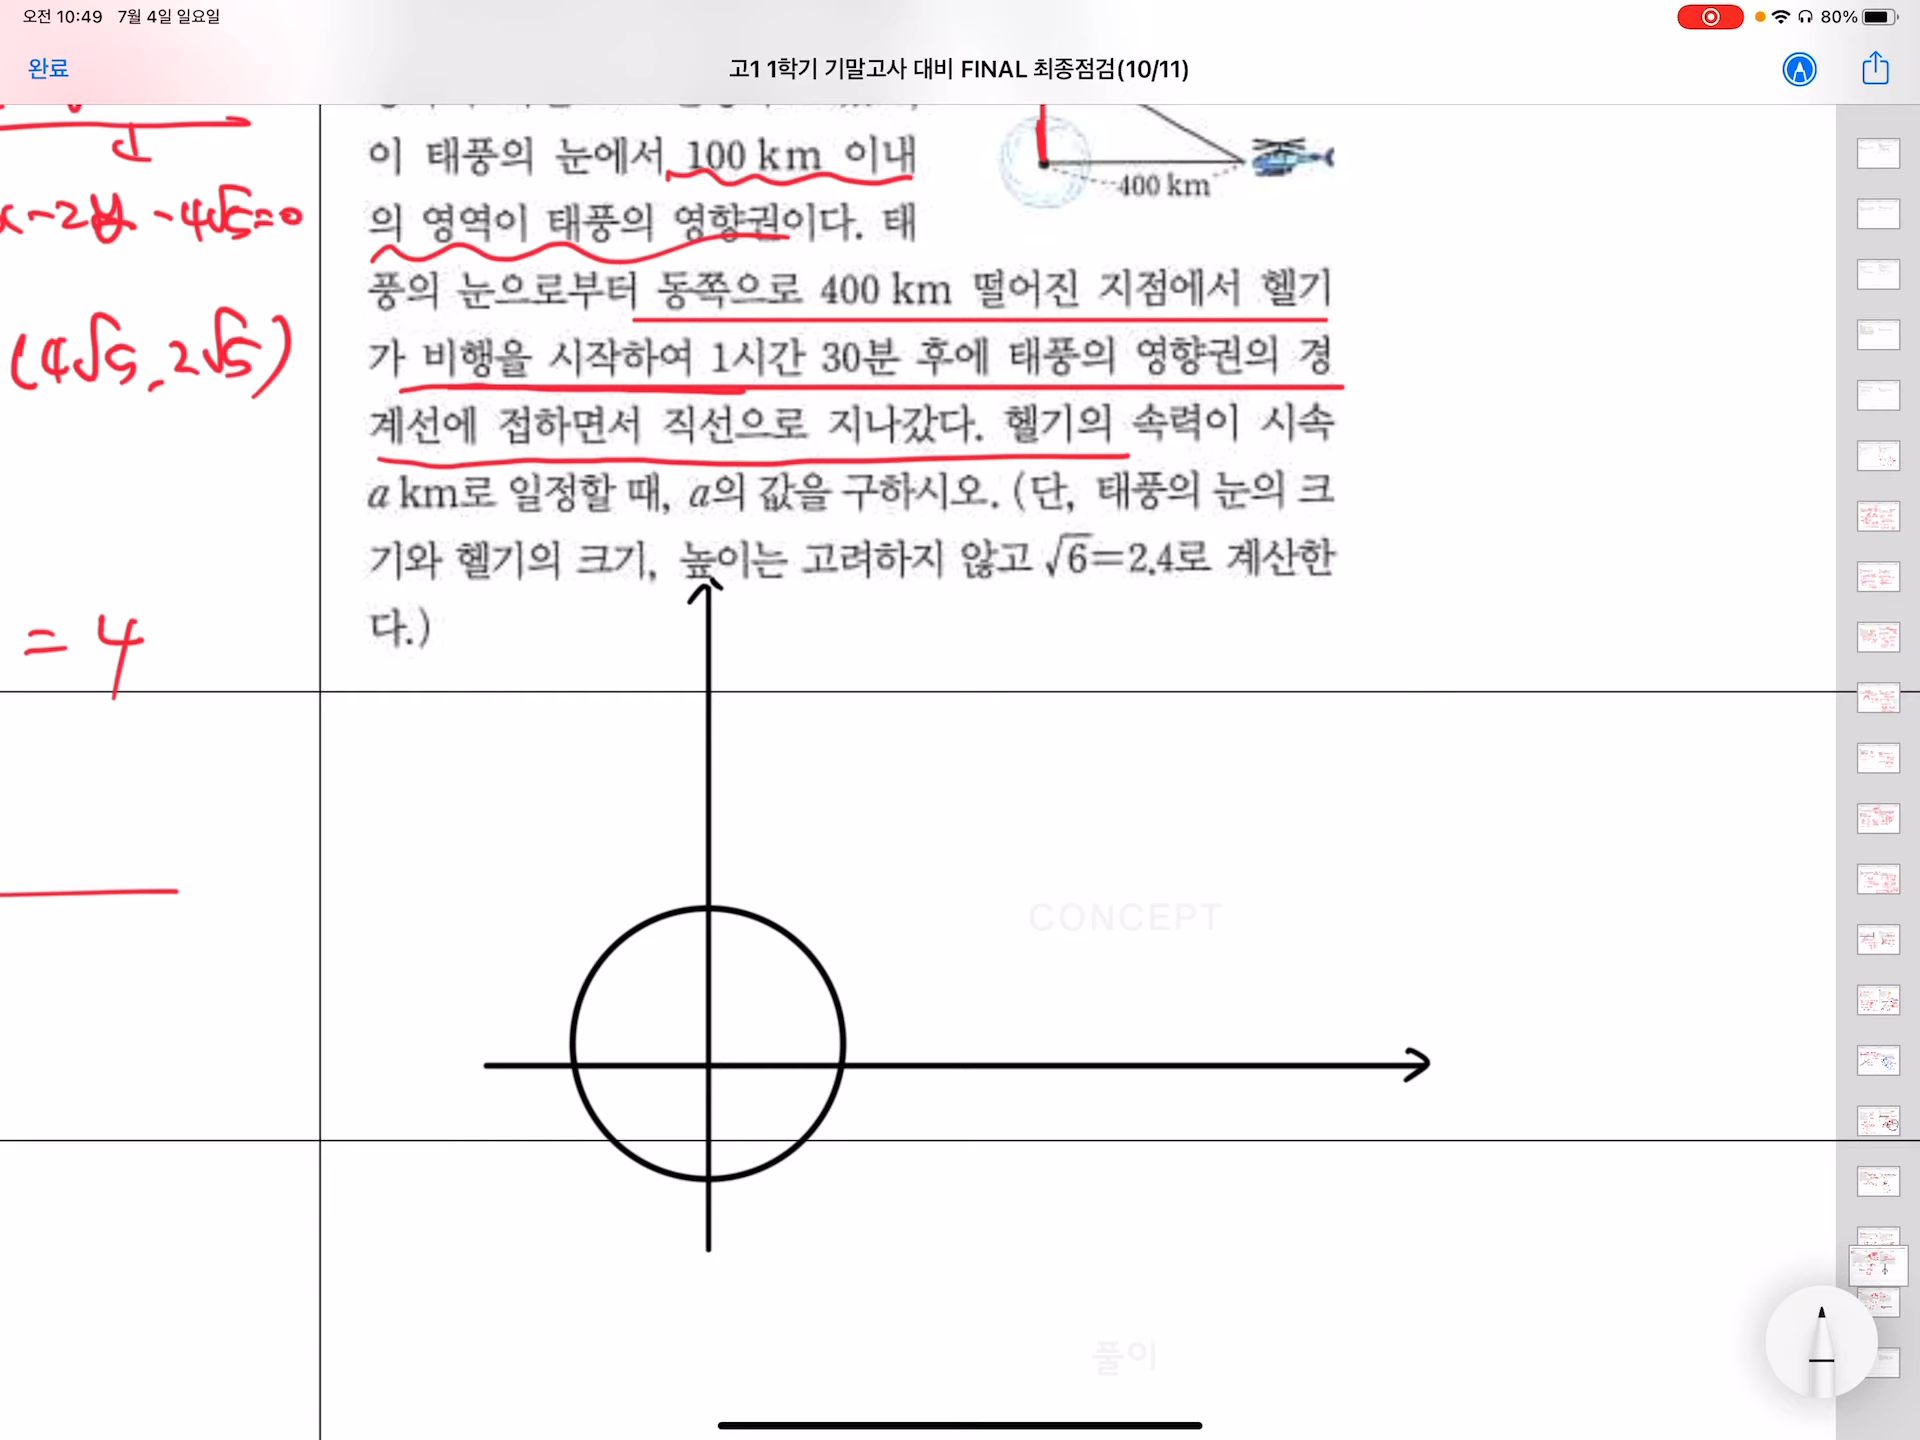 오전 10:49 7월 4일 일요일
80%
완료
고1 1학기 기말고사 대비 FINAL 최종점검(10/11)
이 태풍의 눈에서 100 km 이내
400 km
의 영역이 태풍의 영향권이다. 태
풍의 눈으로부터 동쪽으로 400 km 떨어진 지점에서 헬기
가 비행을 시작하여 1시간 30분 후에 태풍의 영향권의 경
계선에 접하면서 직선으로 지나갔다. 헬기의 속력이 시속
a km로 일정할 때, a의 값을 구하시오. (단, 태풍의 눈의 크
기와 헬기의 크기, 높이는 고려하지 않고 √6=2.4로 계산한
다.)
-2y -4√5=0
(4√5, 2√5)
= 4
CONCEPT
풀이